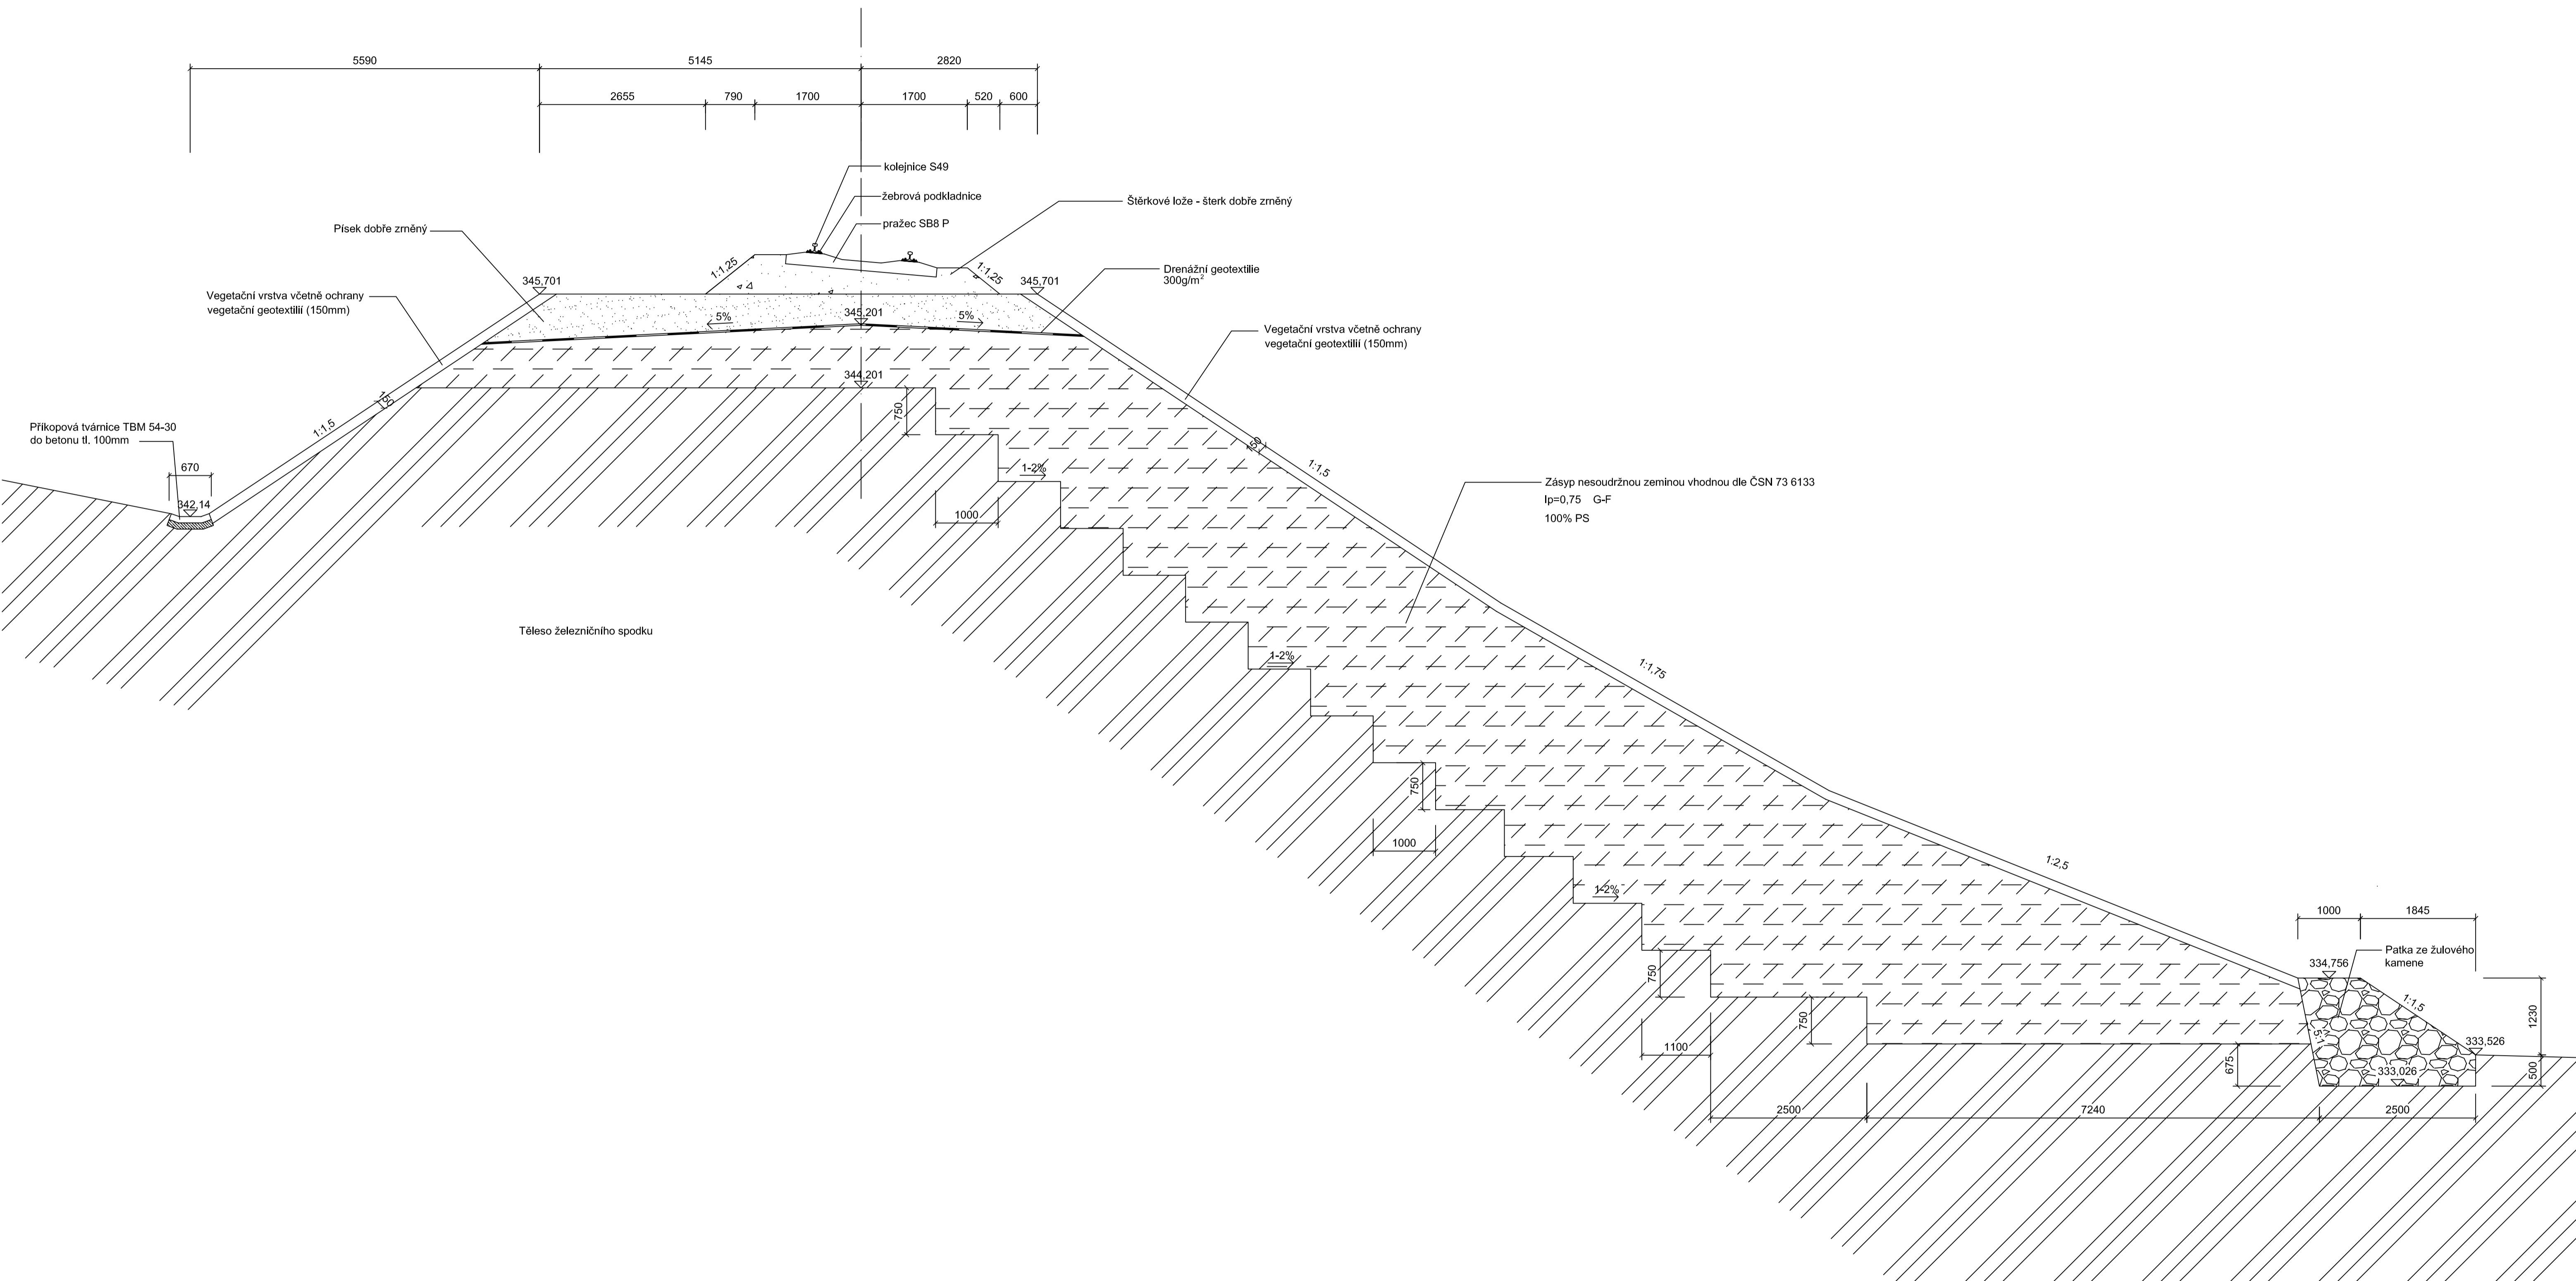 5590
5145
2820
2655
790
1700
1700
520
600
kolejnice S49
žebrová podkladnice
pražec SB8 P
Štěrkové lože - šterk dobře zrněný
Písek dobře zrněný
1:1,25
1:1,25
Drenážní geotextilie
300g/m²
345,701
345,701
Vegetační vrstva včetně ochrany
vegetační geotextilií (150mm)
345,201
5%
5%
Vegetační vrstva včetně ochrany
vegetační geotextilií (150mm)
344,201
150
750
1:1,5
Příkopová tvárnice TBM 54-30
do betonu tl. 100mm
670
342,14
150
1:1,5
1-2%
1000
Zásyp nesoudržnou zeminou vhodnou dle ČSN 73 6133
Ip=0,75 G-F
100% PS
Těleso železničního spodku
1-2%
1:1,75
750
1000
1:2,5
1-2%
1000
1845
Patka ze žulového
kamene
334,756
750
1:1,5
750
1230
5:1
1100
333,526
675
333,026
500
2500
7240
2500